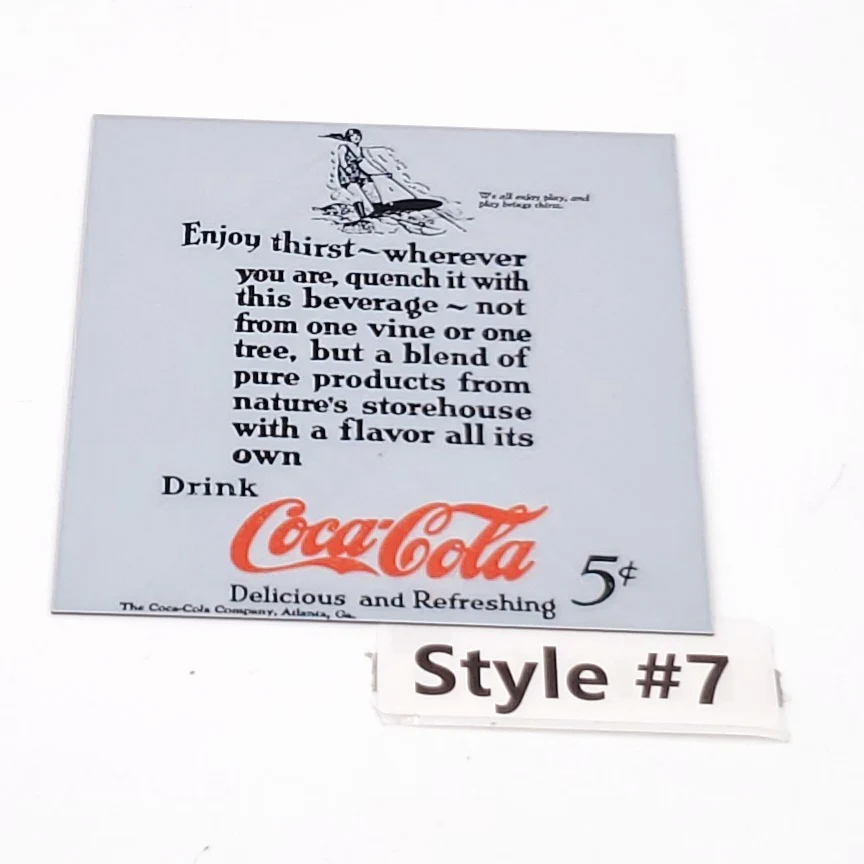 We all enjoy play, and
play brings thirst.
Enjoy thirst~wherever
you are, quench it with
this beverage ~ not
from one vine or one
tree, but a blend of
pure products from
nature's storehouse
with a flavor all its
own
Drink
Coca-Cola
5¢
Delicious and Refreshing
The Coca-Cola Company, Atlanta, Ga.
Style #7